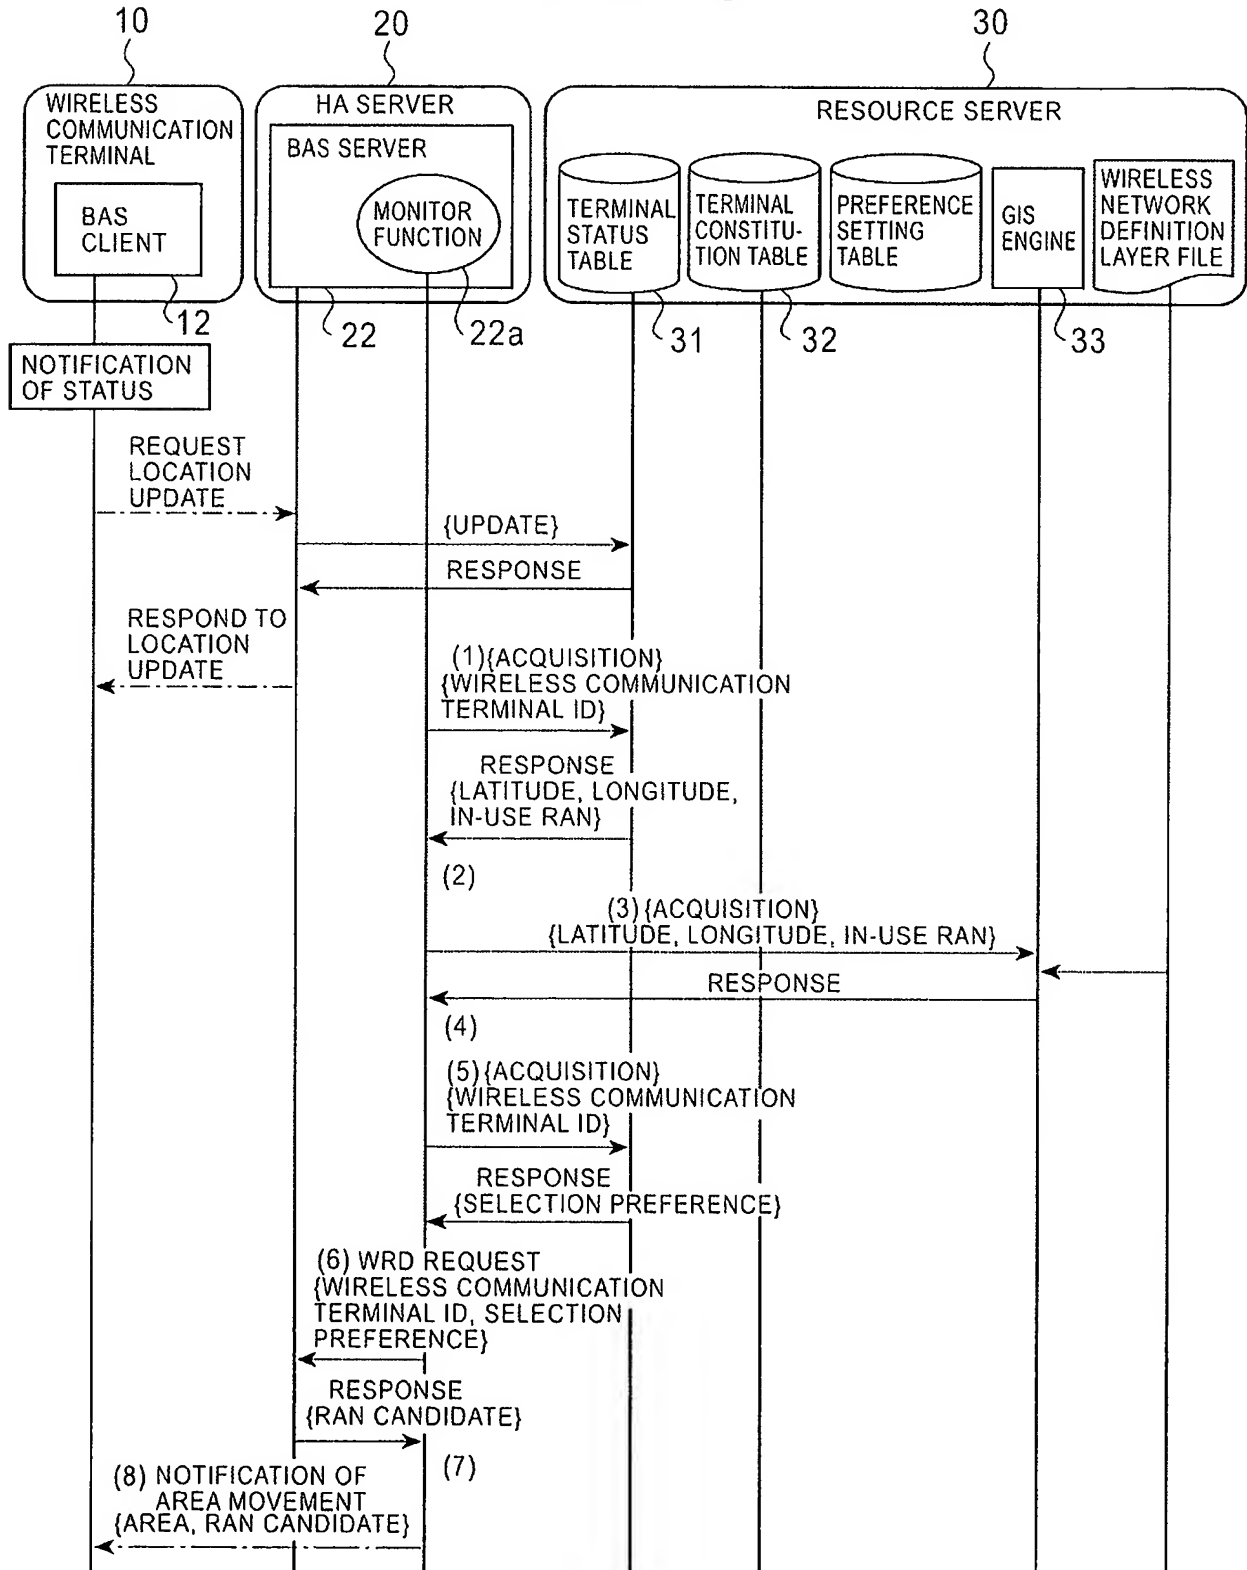 10
20
30
WIRELESS
COMMUNICATION
TERMINAL
BAS
CLIENT
12
HA SERVER
BAS SERVER
MONITOR
FUNCTION
22
22a
RESOURCE SERVER
TERMINAL
STATUS
TABLE
31
TERMINAL
CONSTITU-
TION TABLE
32
PREFERENCE
SETTING
TABLE
GIS
ENGINE
33
WIRELESS
NETWORK
DEFINITION
LAYER FILE
NOTIFICATION
OF STATUS
REQUEST
LOCATION
UPDATE
{UPDATE}
RESPONSE
RESPOND TO
LOCATION
UPDATE
(1){ACQUISITION}
{WIRELESS COMMUNICATION
TERMINAL ID}
RESPONSE
{LATITUDE, LONGITUDE,
IN-USE RAN}
(2)
(3){ACQUISITION}
{LATITUDE, LONGITUDE, IN-USE RAN}
RESPONSE
(4)
(5){ACQUISITION}
{WIRELESS COMMUNICATION
TERMINAL ID}
RESPONSE
{SELECTION PREFERENCE}
(6) WRD REQUEST
{WIRELESS COMMUNICATION
TERMINAL ID, SELECTION
PREFERENCE}
RESPONSE
{RAN CANDIDATE}
(7)
(8) NOTIFICATION OF
AREA MOVEMENT
{AREA, RAN CANDIDATE}